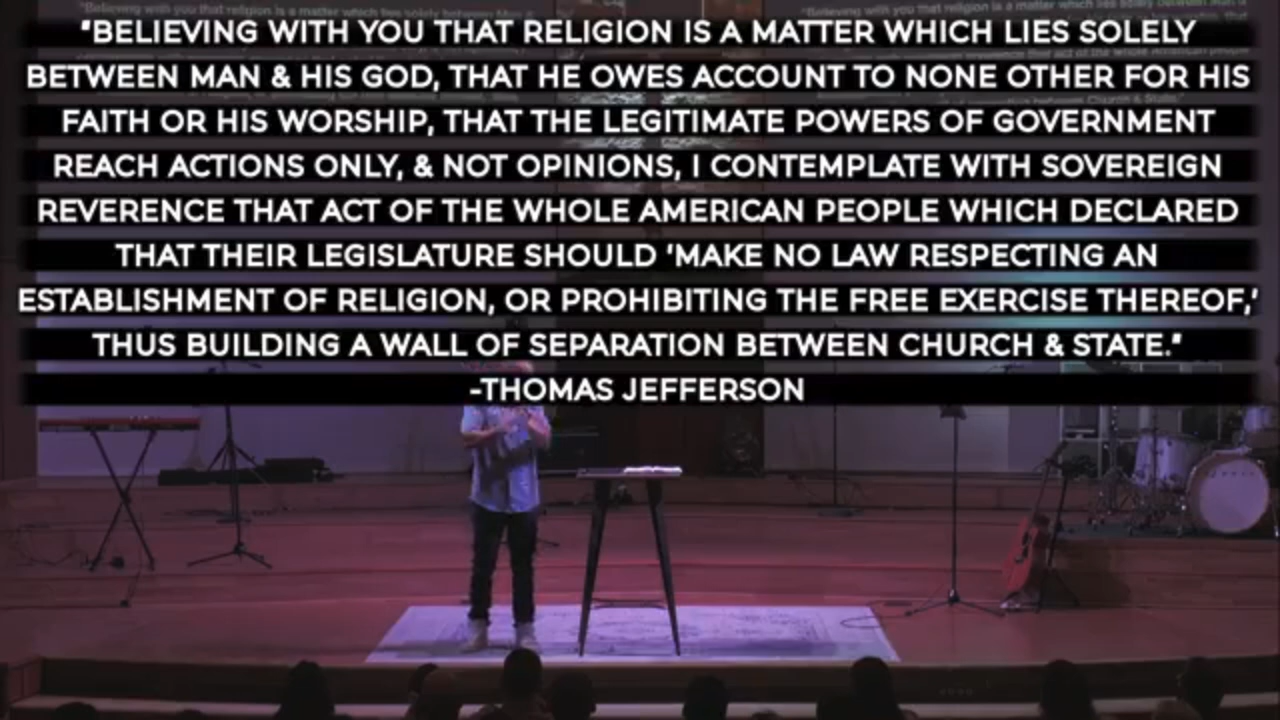 "BELIEVING WITH YOU THAT RELIGION IS A MATTER WHICH LIES SOLELY
BETWEEN MAN & HIS GOD, THAT HE OWES ACCOUNT TO NONE OTHER FOR HIS
FAITH OR HIS WORSHIP, THAT THE LEGITIMATE POWERS OF GOVERNMENT
REACH ACTIONS ONLY, & NOT OPINIONS, I CONTEMPLATE WITH SOVEREIGN
REVERENCE THAT ACT OF THE WHOLE AMERICAN PEOPLE WHICH DECLARED
THAT THEIR LEGISLATURE SHOULD 'MAKE NO LAW RESPECTING AN
ESTABLISHMENT OF RELIGION, OR PROHIBITING THE FREE EXERCISE THEREOF,'
THUS BUILDING A WALL OF SEPARATION BETWEEN CHURCH & STATE."
-THOMAS JEFFERSON